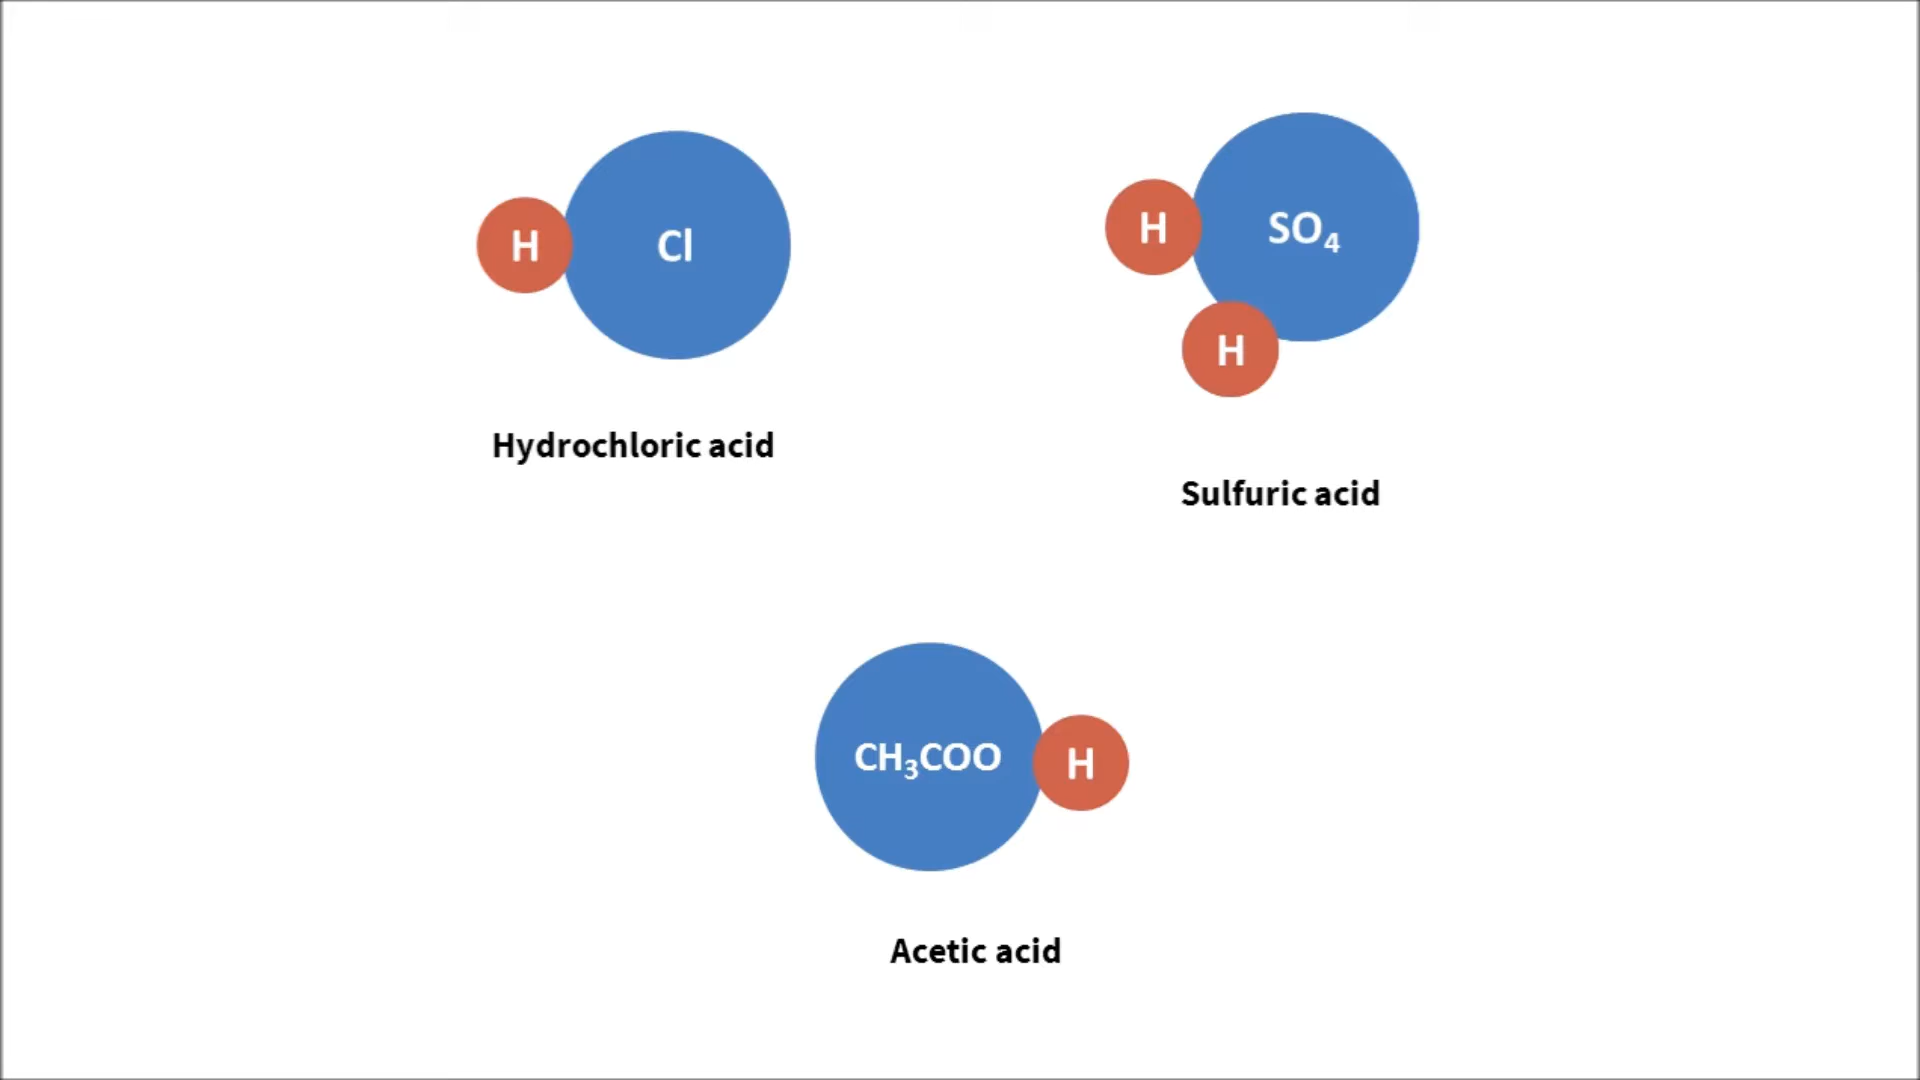 H
Cl
Hydrochloric acid
H
SO₄
H
Sulfuric acid
CH₃COO
H
Acetic acid